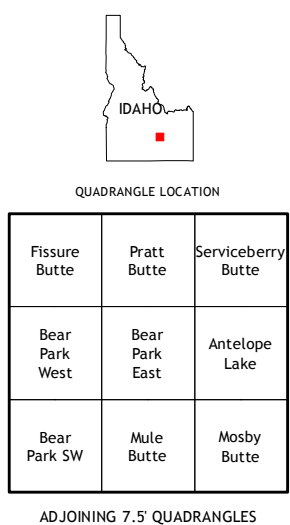 IDAHO
QUADRANGLE LOCATION
Fissure
Butte
Pratt
Butte
Serviceberry
Butte
Bear
Park
West
Bear
Park
East
Antelope
Lake
Bear
Park SW
Mule
Butte
Mosby
Butte
ADJOINING 7.5' QUADRANGLES